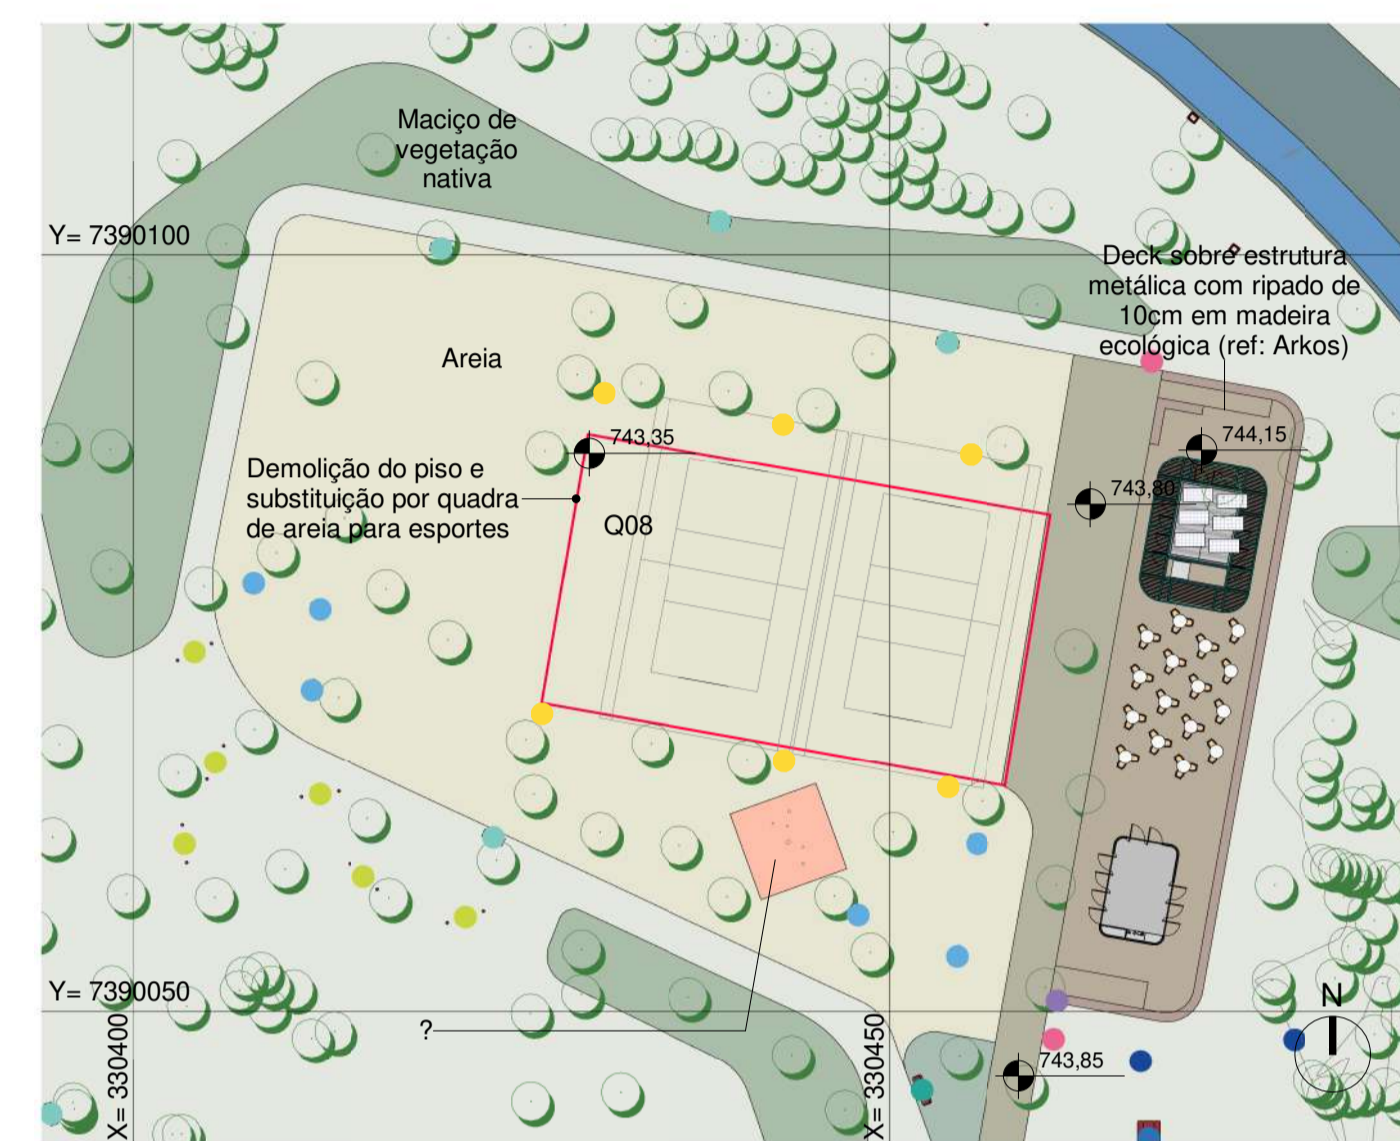 Maciço de
vegetação
nativa
Y= 7390100
Deck sobre estrutura
metálica com ripado de
10cm em madeira
ecológica (ref: Arkos)
Areia
743,35
744,15
Demolição do piso e
substituição por quadra
de areia para esportes
743,80
Q08
Y= 7390050
N
?
X = 330400
X = 330450
743,85